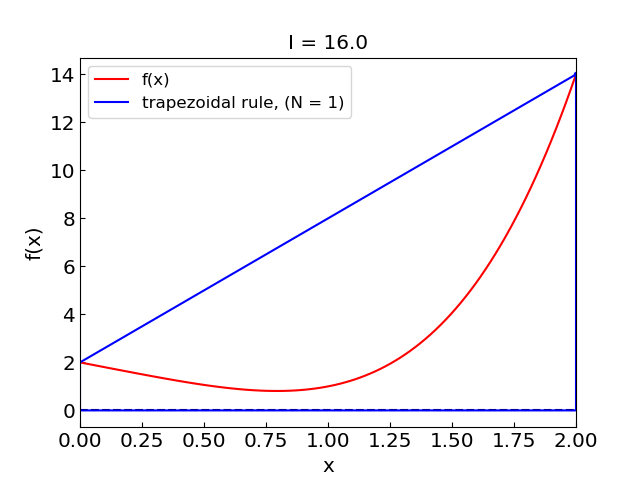 I = 16.0
f(x)
trapezoidal rule, (N = 1)
14
12
10
8
6
4
2
0
f(x)
0.00 0.25 0.50 0.75 1.00 1.25 1.50 1.75 2.00
x